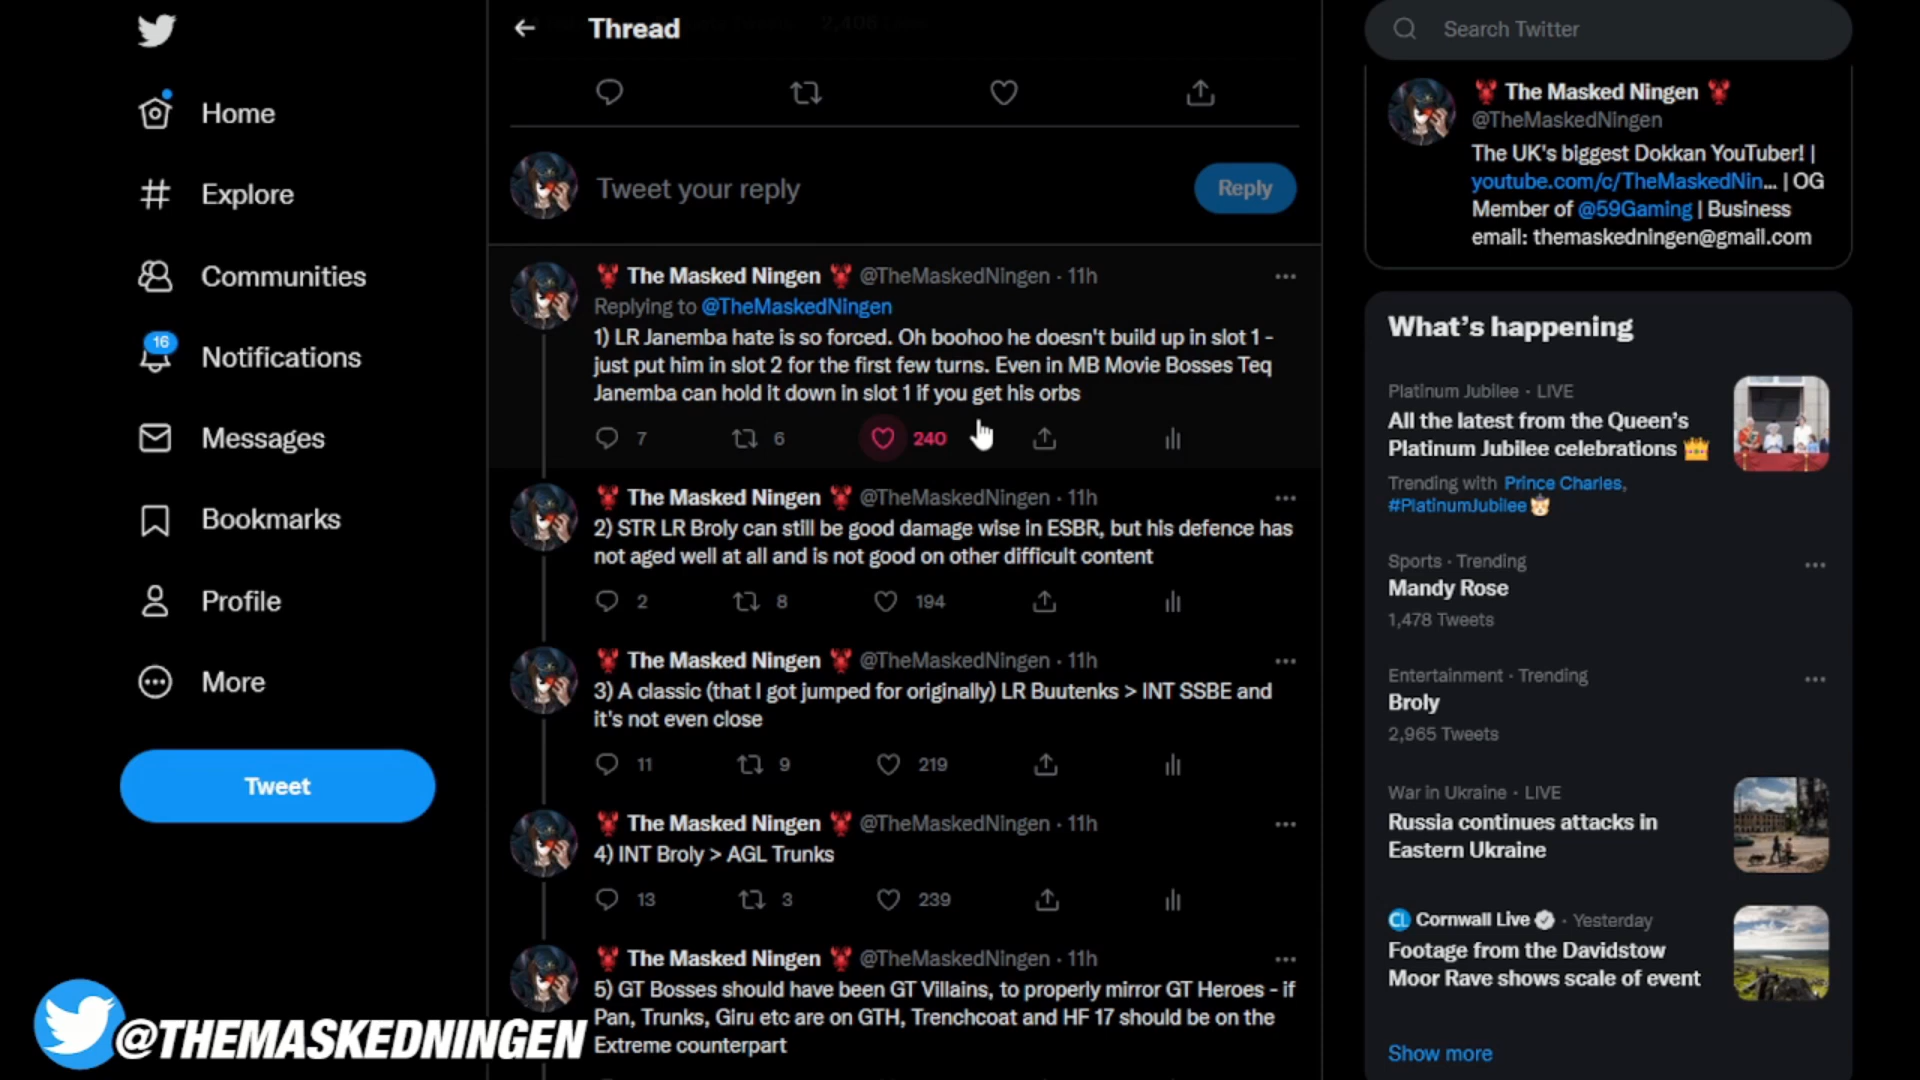 Home
Explore
Communities
16
Notifications
Messages
Bookmarks
Profile
More
Tweet
@THEMASKEDNINGEN
Thread
Tweet your reply
Reply
The Masked Ningen @TheMaskedNingen · 11h
Replying to @TheMaskedNingen
1) LR Janemba hate is so forced. Oh boohoo he doesn't build up in slot 1 -
just put him in slot 2 for the first few turns. Even in MB Movie Bosses Teq
Janemba can hold it down in slot 1 if you get his orbs
7 6 240
The Masked Ningen @TheMaskedNingen · 11h
2) STR LR Broly can still be good damage wise in ESBR, but his defence has
not aged well at all and is not good on other difficult content
2 8 194
The Masked Ningen @TheMaskedNingen · 11h
3) A classic (that I got jumped for originally) LR Buutenks > INT SSBE and
it's not even close
11 9 219
The Masked Ningen @TheMaskedNingen · 11h
4) INT Broly > AGL Trunks
13 3 239
The Masked Ningen @TheMaskedNingen · 11h
5) GT Bosses should have been GT Villains, to properly mirror GT Heroes - if
Pan, Trunks, Giru etc are on GTH, Trenchcoat and HF 17 should be on the
Extreme counterpart
Search Twitter
The Masked Ningen
@TheMaskedNingen
The UK's biggest Dokkan YouTuber! |
youtube.com/c/TheMaskedNin... | OG
Member of @59Gaming | Business
email: themaskedningen@gmail.com
What's happening
Platinum Jubilee · LIVE
All the latest from the Queen's
Platinum Jubilee celebrations
Trending with Prince Charles,
#PlatinumJubilee
Sports · Trending
Mandy Rose
1,478 Tweets
Entertainment · Trending
Broly
2,965 Tweets
War in Ukraine · LIVE
Russia continues attacks in
Eastern Ukraine
CL Cornwall Live · Yesterday
Footage from the Davidstow
Moor Rave shows scale of event
Show more